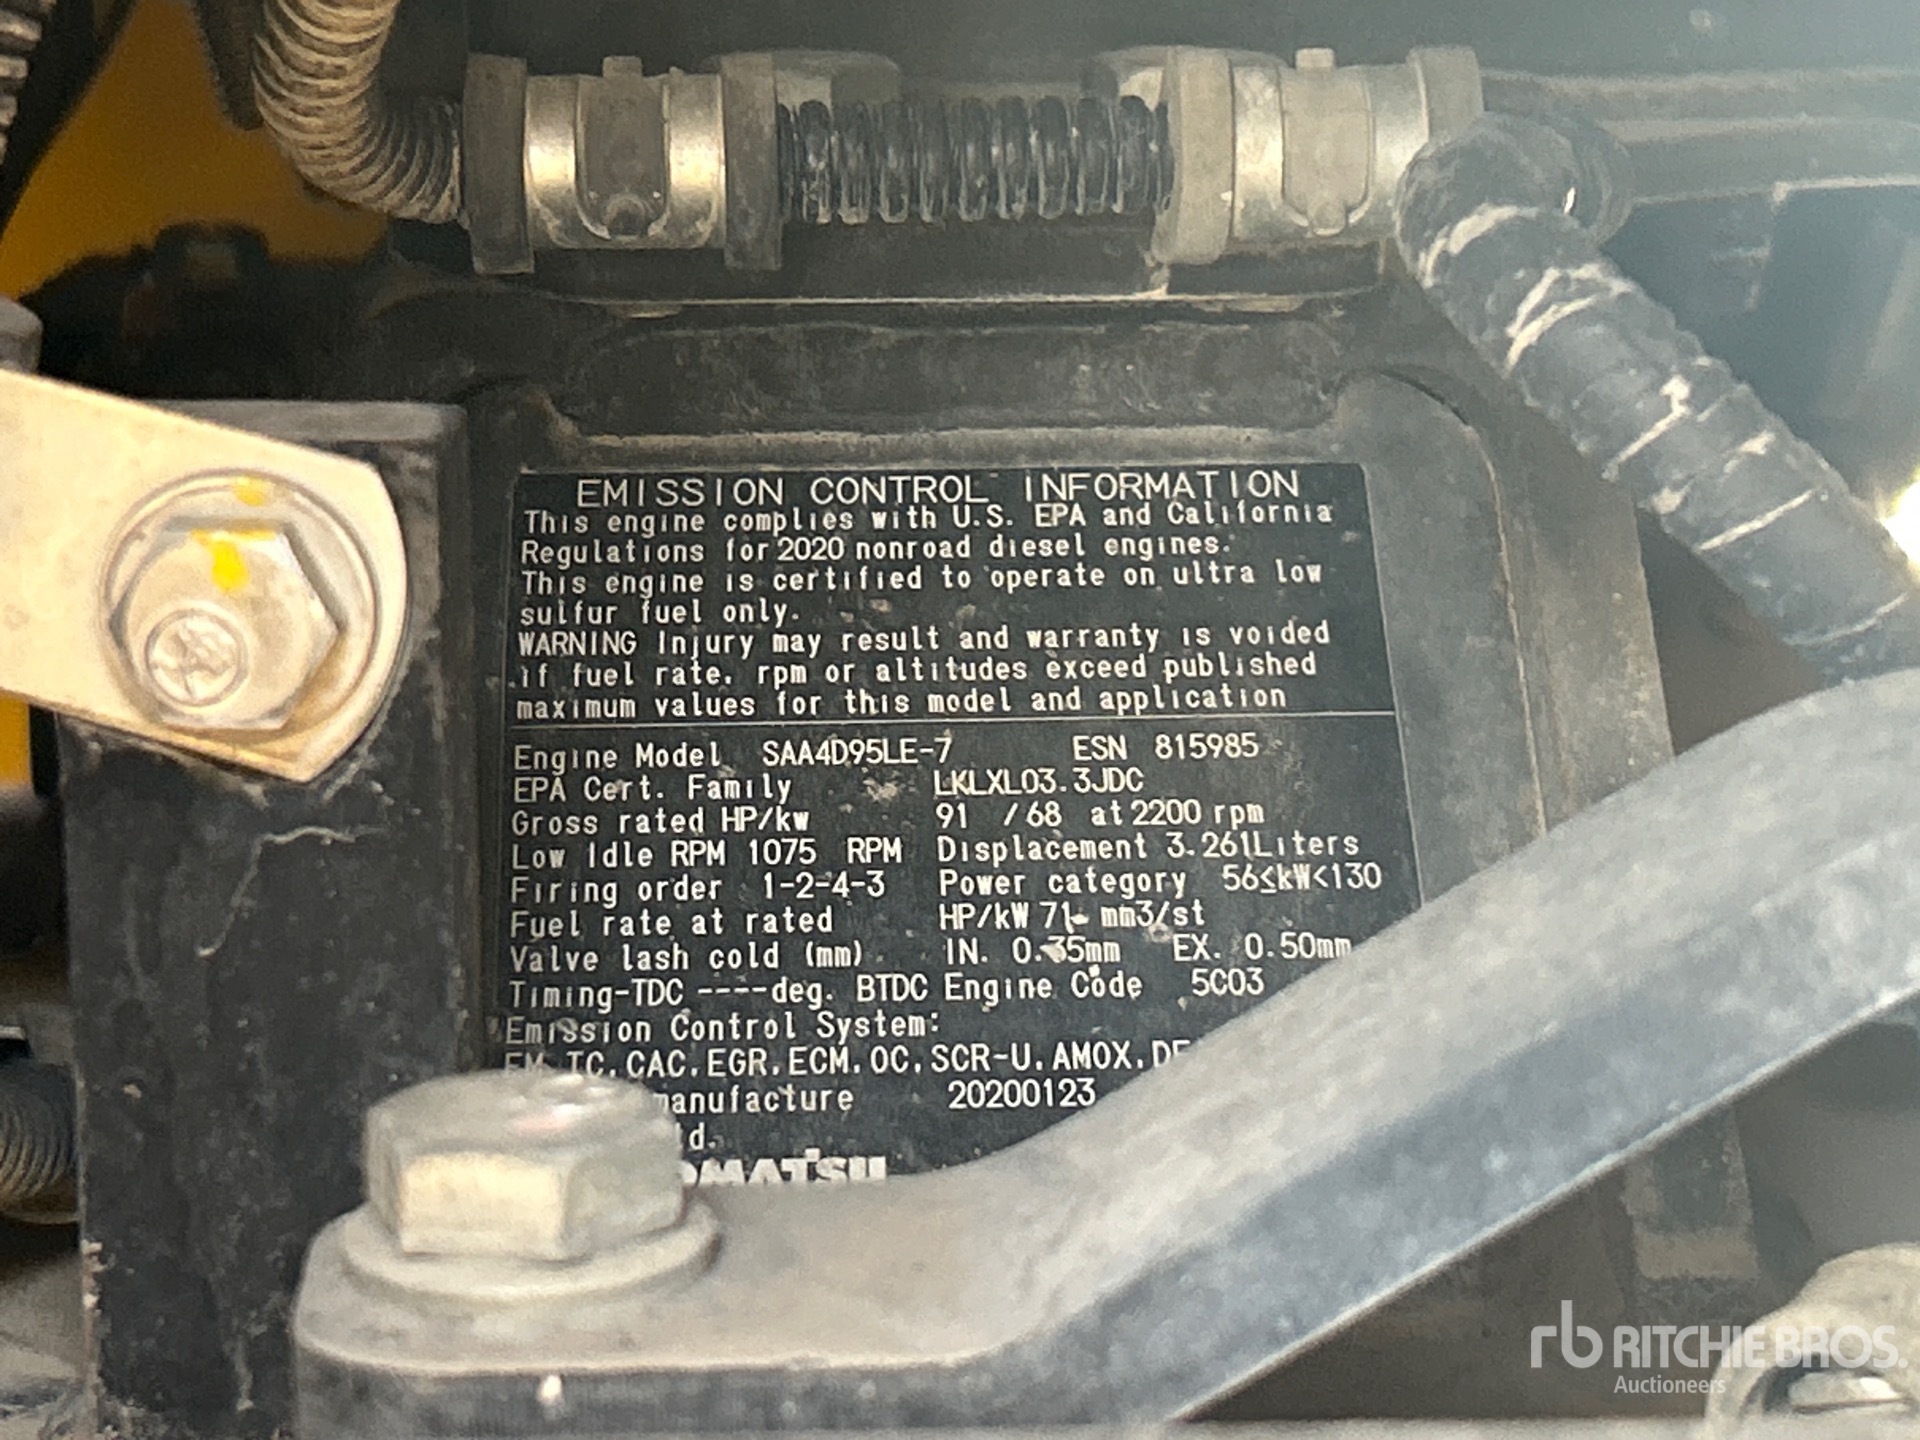 EMISSION CONTROL INFORMATION
This engine complies with U.S. EPA and California
Regulations for 2020 nonroad diesel engines.
This engine is certified to operate on ultra low
sulfur fuel only.
WARNING Injury may result and warranty is voided
if fuel rate, rpm or altitudes exceed published
maximum values for this model and application
Engine Model SAA4D95LE-7 ESN 815985
EPA Cert. Family LKLXL03.3JDC
Gross rated HP/kw 91 /68 at 2200 rpm
Low Idle RPM 1075 RPM Displacement 3.261Liters
Firing order 1-2-4-3 Power category 56≤kW<130
Fuel rate at rated HP/kW 71 mm3/st
Valve lash cold (mm) IN. 0.35mm EX. 0.50mm
Timing-TDC ----deg. BTDC Engine Code 5C03
Emission Control System:
EM, TC, CAC, EGR, ECM, OC, SCR-U, AMOX,
anufacture 20200123
d.
OMATSU
rb RITCHIE BROS.
Auctioneers